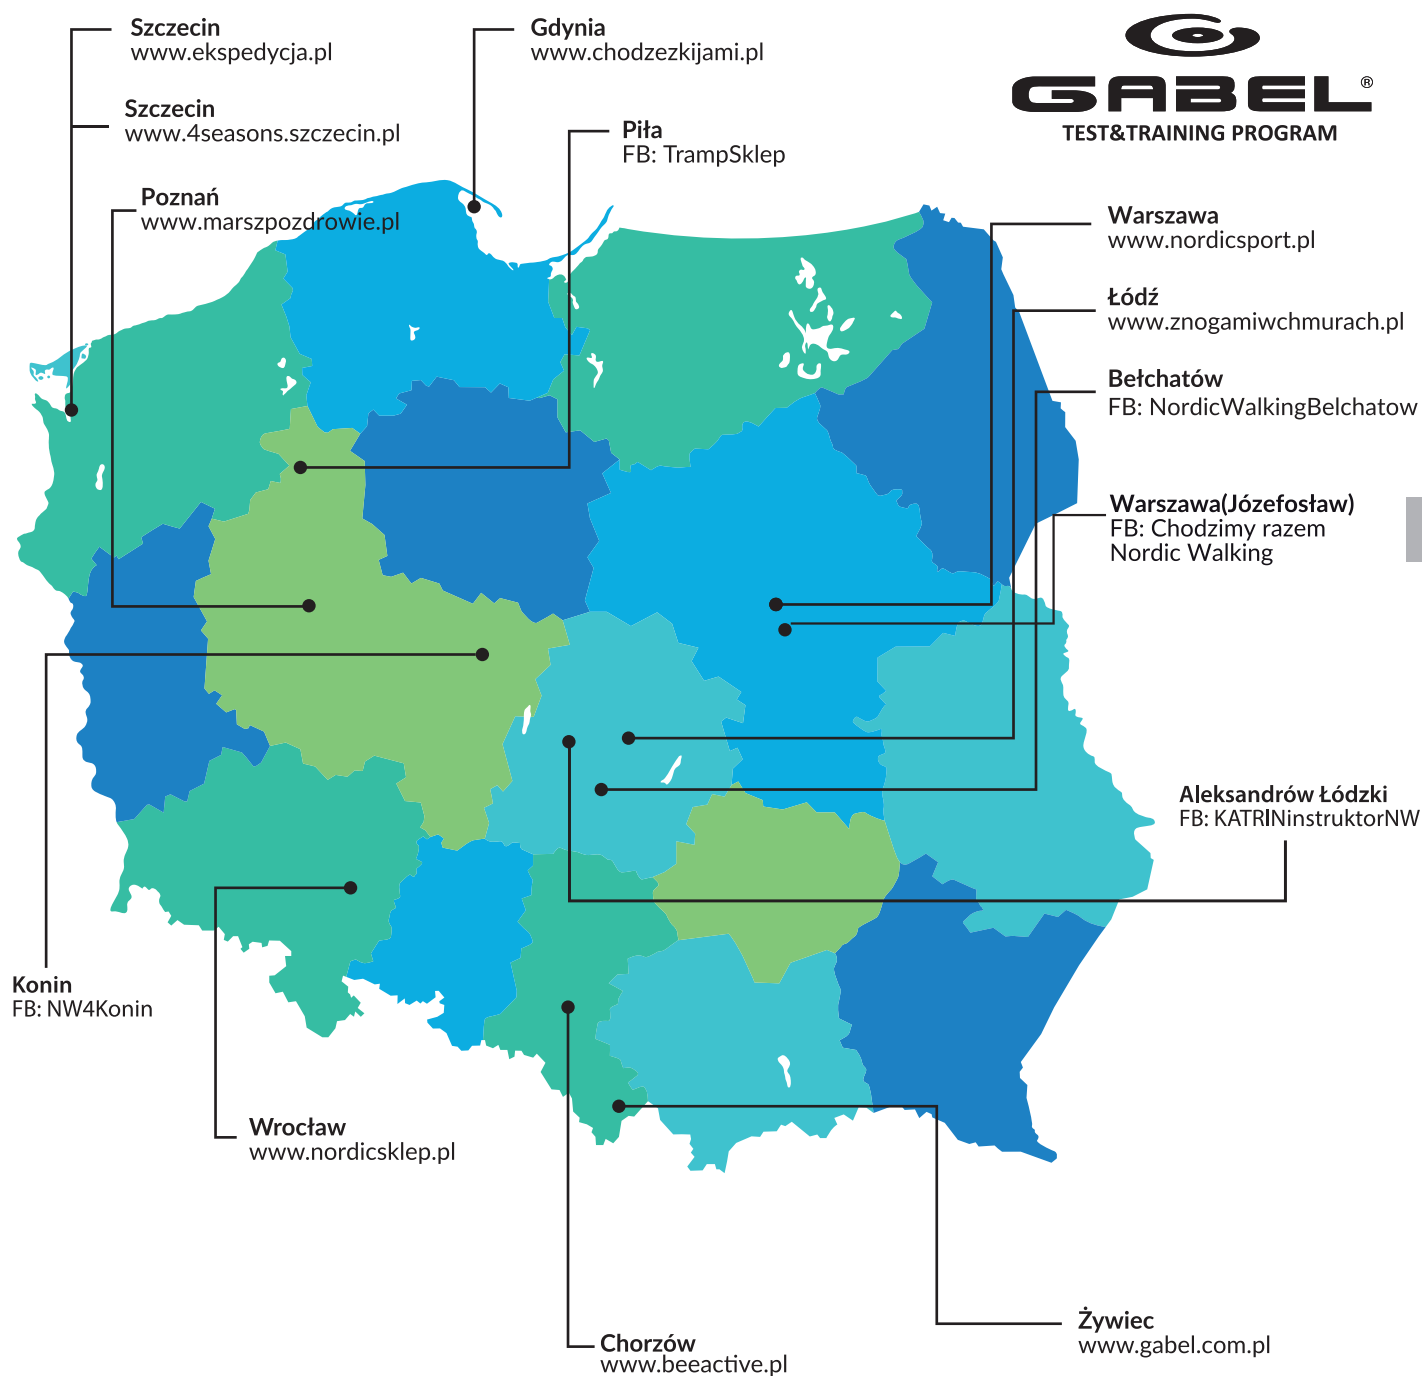 Szczecin
www.ekspedycja.pl
Gdynia
www.chodzezkijami.pl
GABEL®
TEST&TRAINING PROGRAM
Szczecin
www.4seasons.szczecin.pl
Piła
FB: TrampSklep
Poznań
www.marszpozdrowie.pl
Warszawa
www.nordicsport.pl
Łódź
www.znogamiwchmurach.pl
Bełchatów
FB: NordicWalkingBelchatow
Warszawa(Józefosław)
FB: Chodzimy razem
Nordic Walking
Aleksandrów Łódzki
FB: KATRINinstruktorNW
Konin
FB: NW4Konin
Wrocław
www.nordicsklep.pl
Żywiec
www.gabel.com.pl
Chorzów
www.beeactive.pl